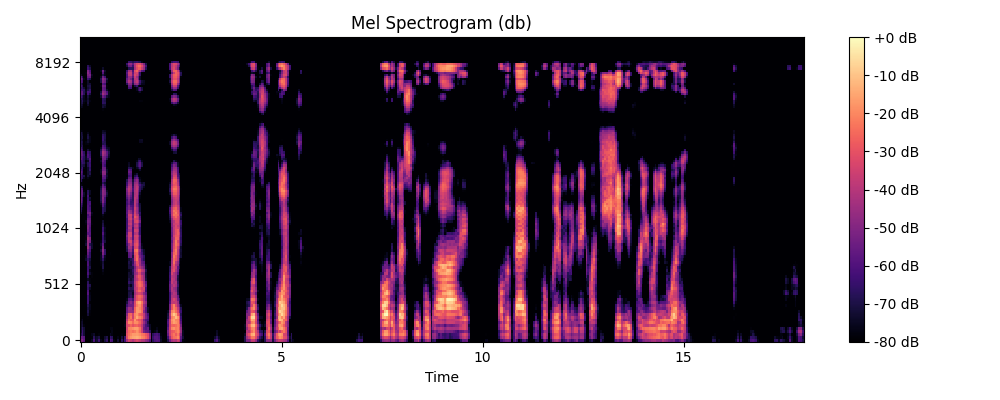 Mel Spectrogram (db)
Hz
8192
4096
2048
1024
512
0
0 5 10 15
Time
+0 dB
-10 dB
-20 dB
-30 dB
-40 dB
-50 dB
-60 dB
-70 dB
-80 dB